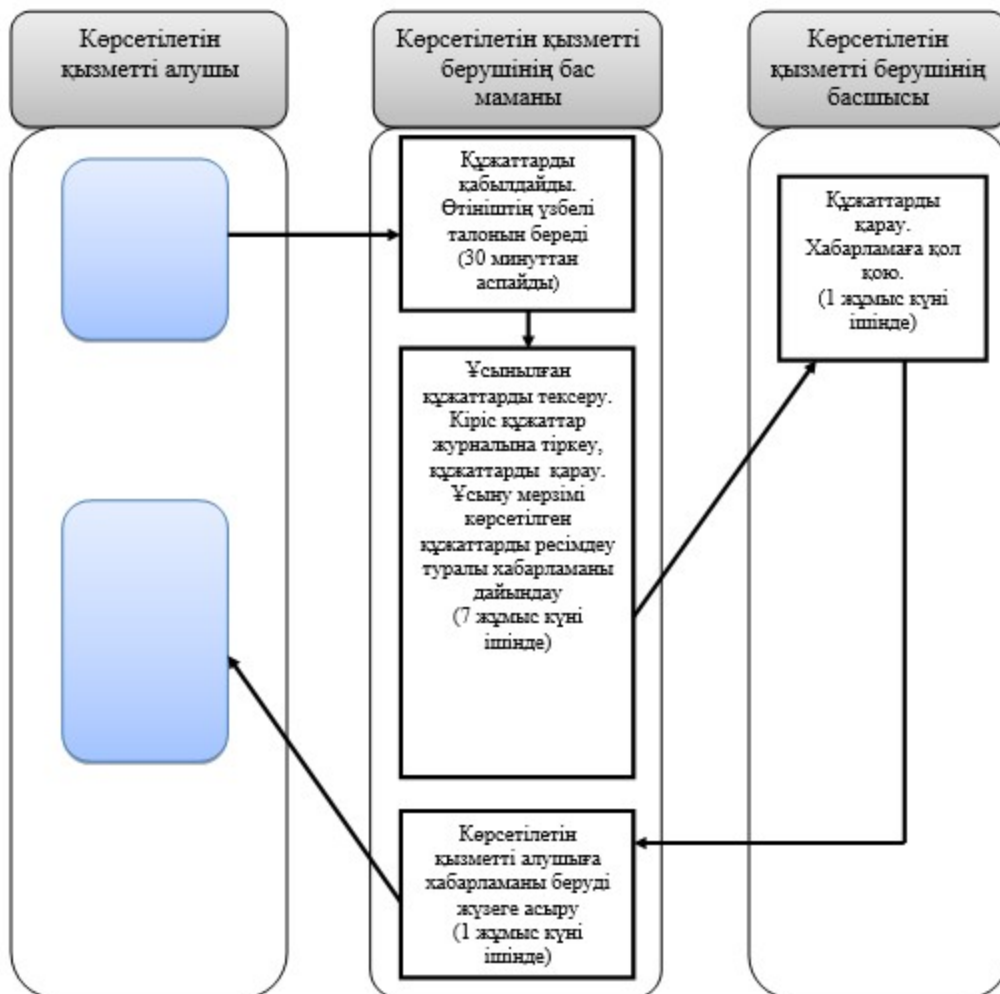 Көрсетілетін
қызметті алушы
Көрсетілетін қызметті
берушінің бас
маманы
Көрсетілетін
қызметті берушінің
басшысы
Құжаттарды
қабылдайды.
Өтініштің үзбелі
талонын береді
(30 минуттан
аспайды)
Құжаттарды
қарау.
Хабарламаға қол
қою.
(1 жұмыс күні
ішінде)
Ұсынылған
құжаттарды тексеру.
Кіріс құжаттар
журналына тіркеу,
құжаттарды қарау.
Ұсыну мерзімі
көрсетілген
құжаттарды ресімдеу
туралы хабарламаны
дайындау
(7 жұмыс күні
ішінде)
Көрсетілетін
қызметті алушыға
хабарламаны беруді
жүзеге асыру
(1 жұмыс күні
ішінде)